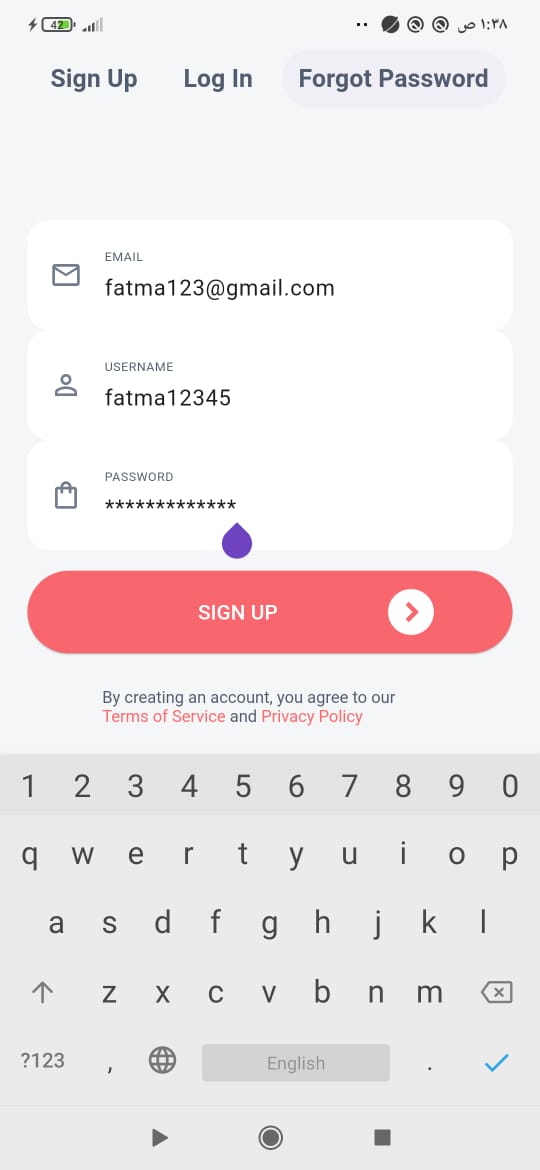 42 ١:٣٨ ص
Sign Up Log In Forgot Password
EMAIL
fatma123@gmail.com
USERNAME
fatma12345
PASSWORD
*************
SIGN UP
By creating an account, you agree to our
Terms of Service and Privacy Policy
1 2 3 4 5 6 7 8 9 0
q w e r t y u i o p
a s d f g h j k l
z x c v b n m
?123 , English .